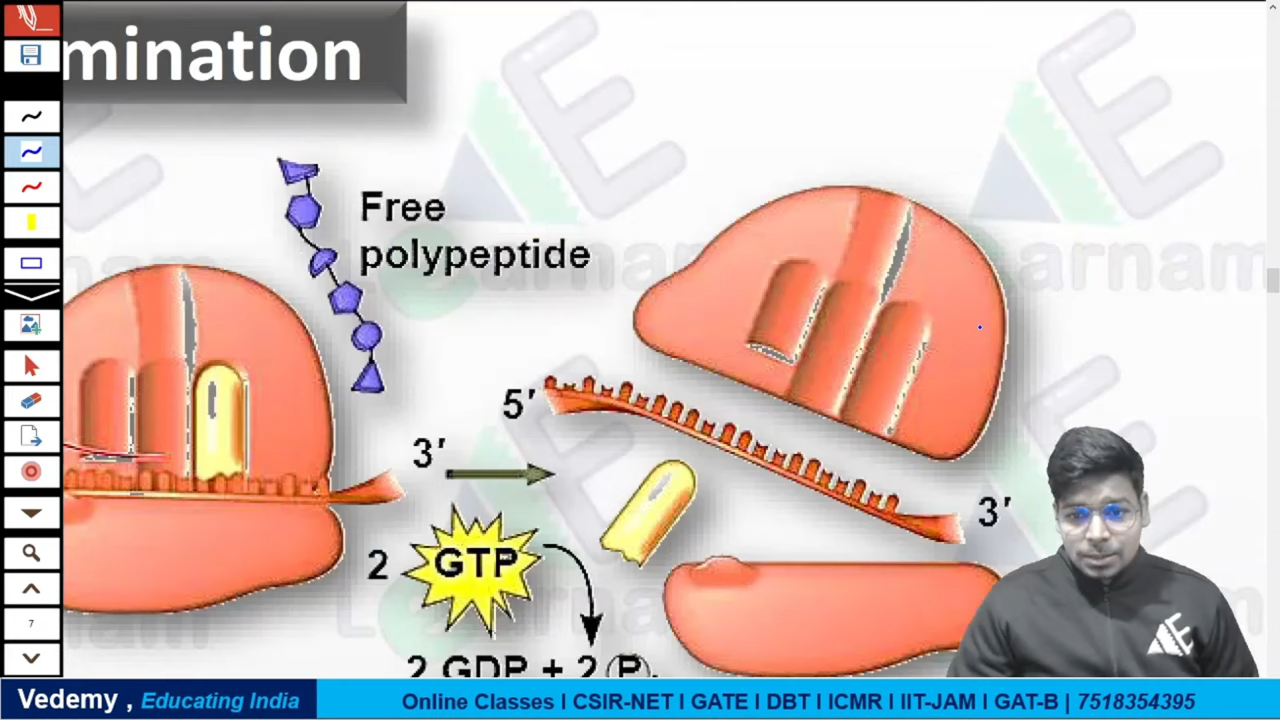 mination
Free
polypeptide
5′
3′
3′
2
GTP
2 GDP + 2 P
7
Vedemy , Educating India
Online Classes I CSIR-NET I GATE I DBT I ICMR I IIT-JAM I GAT-B | 7518354395